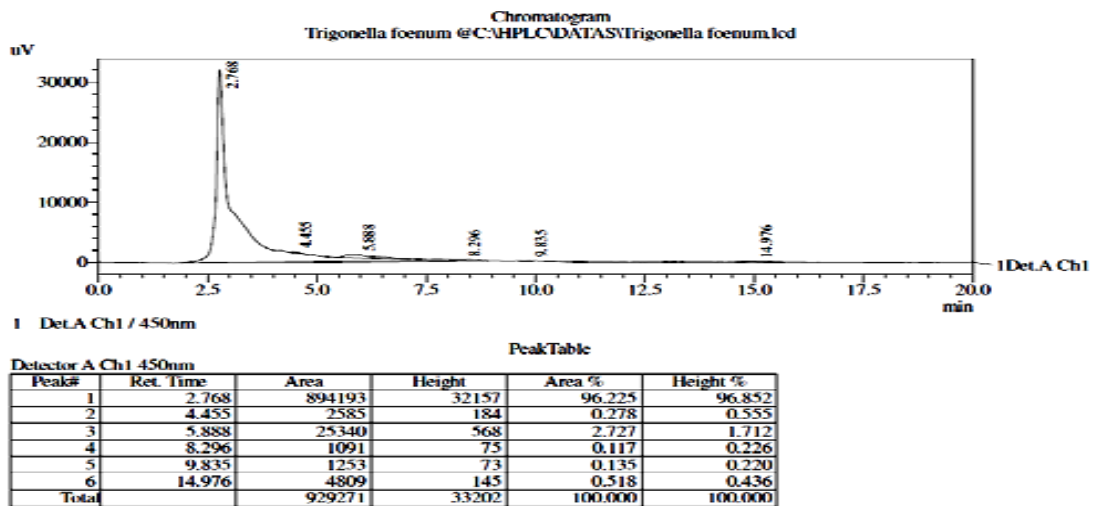 Chromatogram
Trigonella foenum @C:\HPLC\DATAS\Trigonella foenum.lcd
uV
30000
20000
10000
0
2.768
4.455
5.888
8.296
9.835
14.976
1Det.A Ch1
0.0 2.5 5.0 7.5 10.0 12.5 15.0 17.5 20.0
min
1 Det.A Ch1 / 450nm
PeakTable
Detector A Ch1 450nm
Peak# Ret. Time Area Height Area % Height %
1 2.768 894193 32157 96.225 96.852
2 4.455 2585 184 0.278 0.555
3 5.888 25340 568 2.727 1.712
4 8.296 1091 75 0.117 0.226
5 9.835 1253 73 0.135 0.220
6 14.976 4809 145 0.518 0.436
Total 929271 33202 100.000 100.000